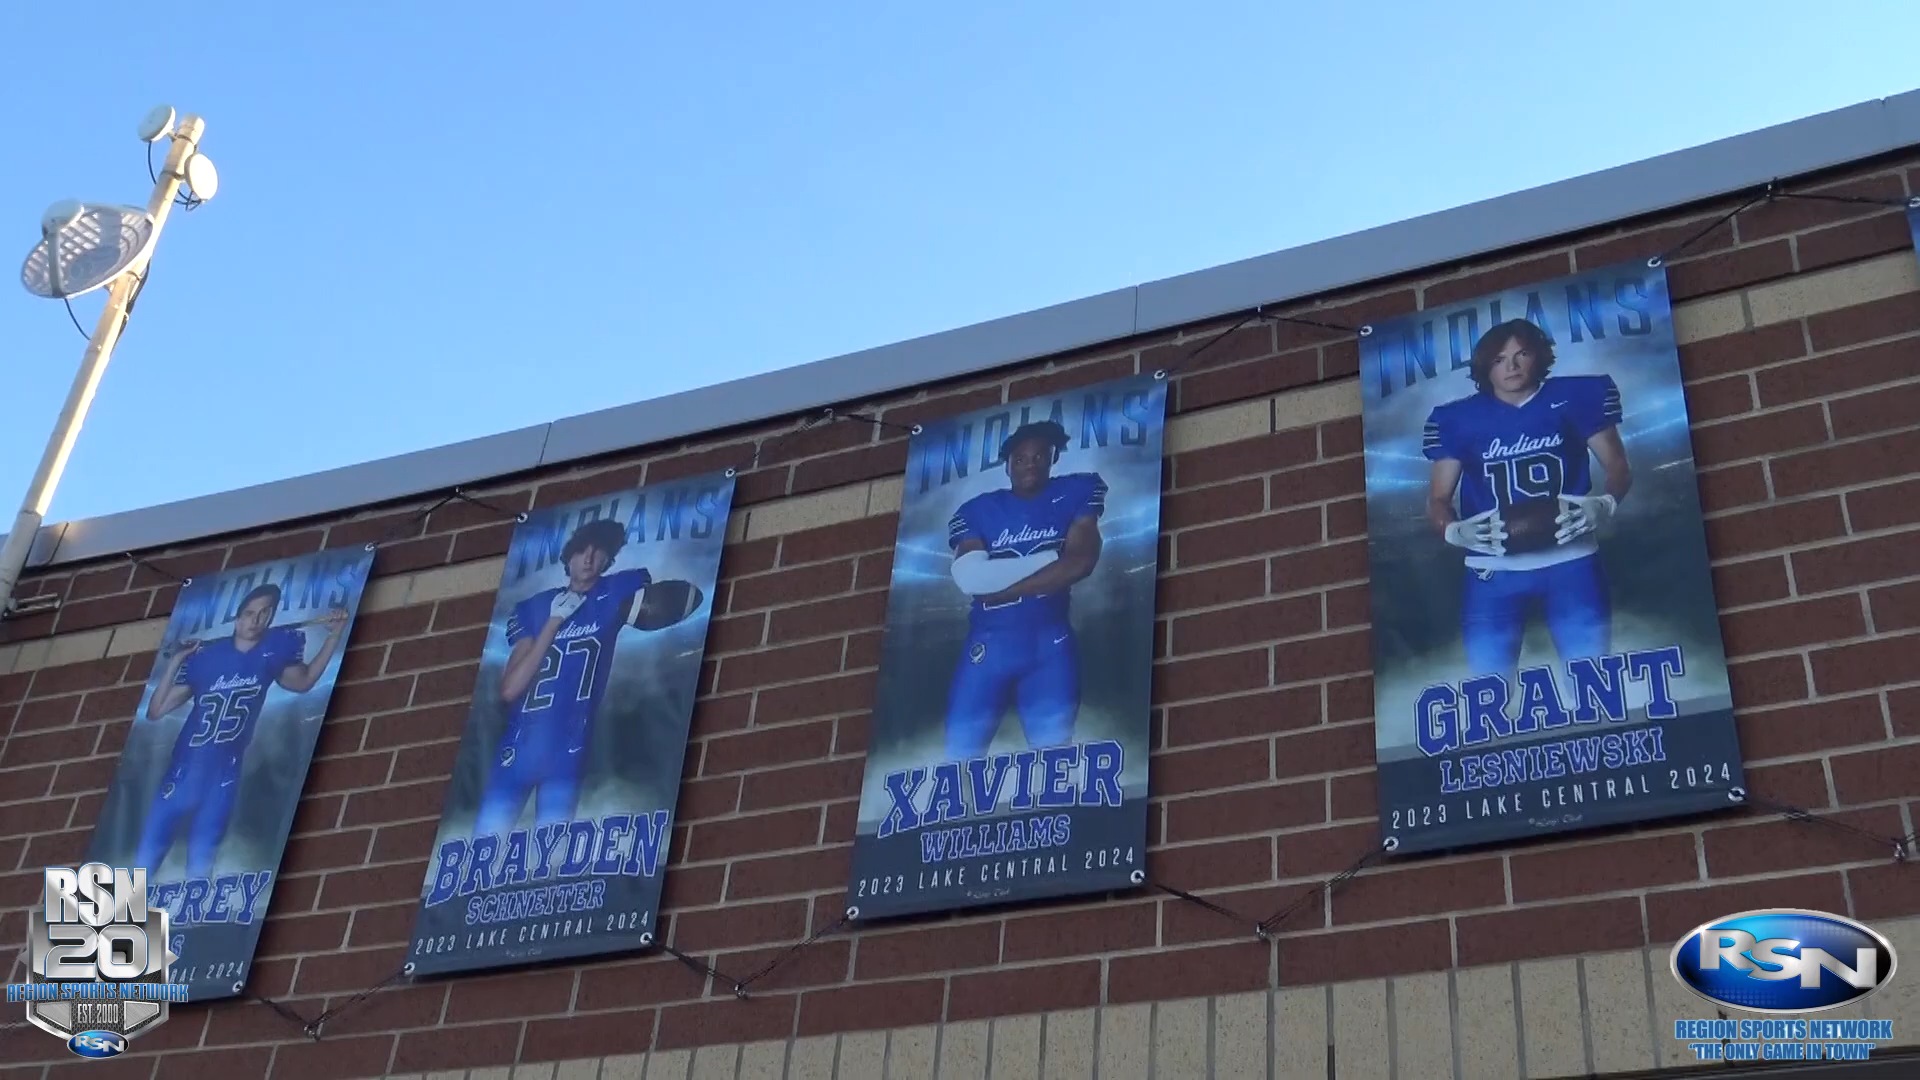 INDIANS
Indians
35
FREY
S
RAL 2024
INDIANS
Indians
27
BRAYDEN
SCHNEITER
2023 LAKE CENTRAL 2024
INDIANS
Indians
XAVIER
WILLIAMS
2023 LAKE CENTRAL 2024
INDIANS
Indians
19
GRANT
LESNIEWSKI
2023 LAKE CENTRAL 2024
RSN
20
REGION SPORTS NETWORK
EST. 2000
RSN
RSN
REGION SPORTS NETWORK
"THE ONLY GAME IN TOWN"